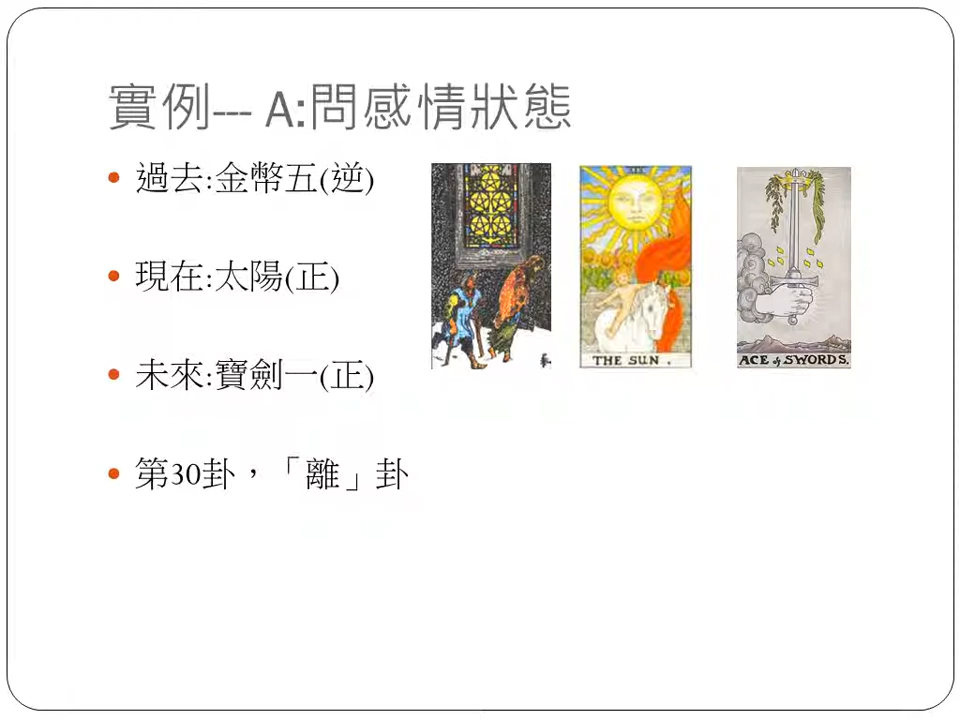 實例--- A:問感情狀態
過去:金幣五(逆)
現在:太陽(正)
未來:寶劍一(正)
第30卦，「離」卦
THE SUN.
ACE of SWORDS.